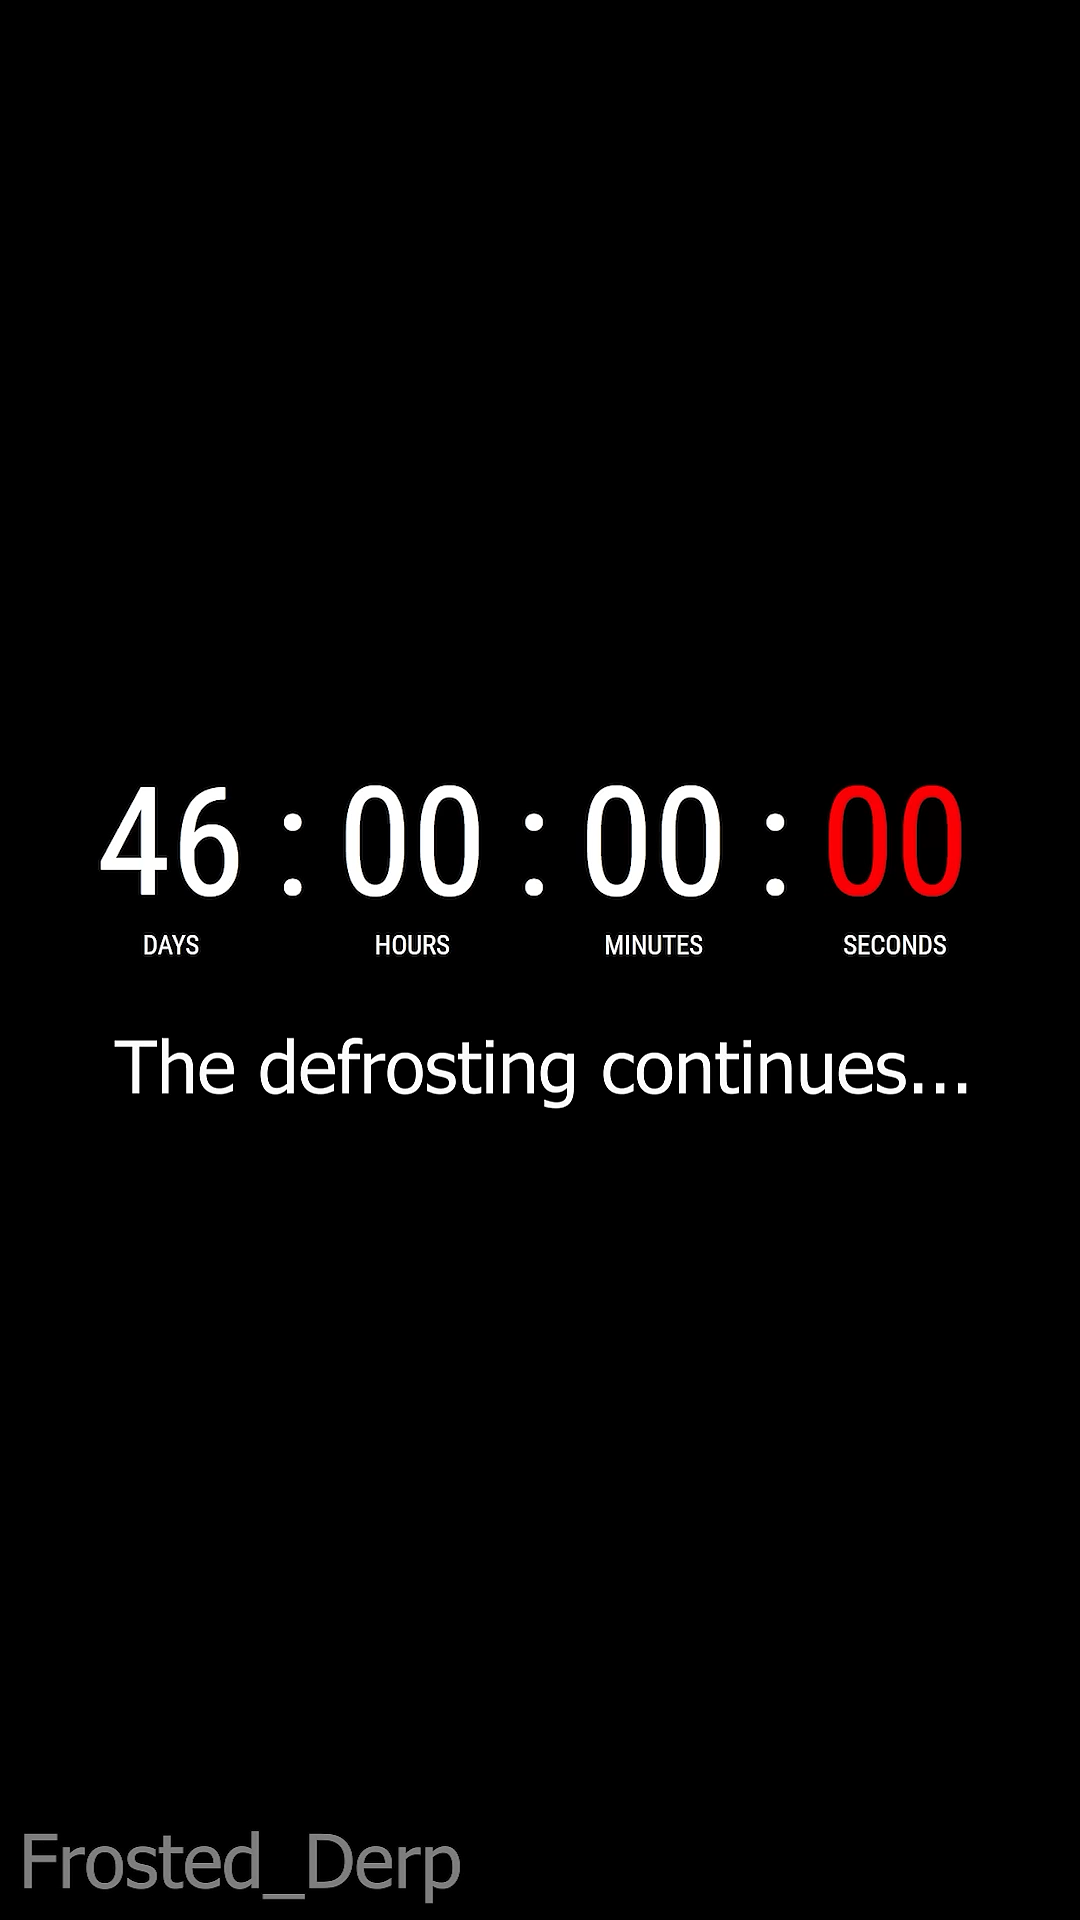 46 : 00 : 00 : 00
DAYS HOURS MINUTES SECONDS
The defrosting continues...
Frosted_Derp